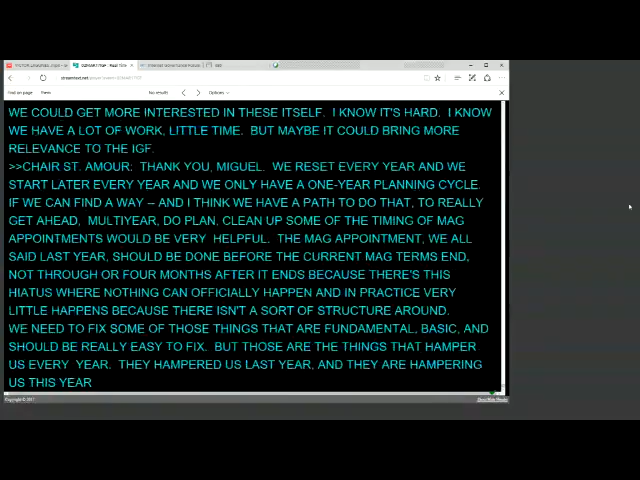 02MAR1TIGF
streamtext.net
find on page
No results
Options
WE COULD GET MORE INTERESTED IN THESE ITSELF.  I KNOW IT'S HARD.  I KNOW
WE HAVE A LOT OF WORK, LITTLE TIME.  BUT MAYBE IT COULD BRING MORE
RELEVANCE TO THE IGF.
>>CHAIR ST. AMOUR:  THANK YOU, MIGUEL.  WE RESET EVERY YEAR AND WE
START LATER EVERY YEAR AND WE ONLY HAVE A ONE-YEAR PLANNING CYCLE.
IF WE CAN FIND A WAY -- AND I THINK WE HAVE A PATH TO DO THAT, TO REALLY
GET AHEAD,  MULTIYEAR, DO PLAN, CLEAN UP SOME OF THE TIMING OF MAG
APPOINTMENTS WOULD BE VERY  HELPFUL.  THE MAG APPOINTMENT, WE ALL
SAID LAST YEAR, SHOULD BE DONE BEFORE THE CURRENT MAG TERMS END,
NOT THROUGH OR FOUR MONTHS AFTER IT ENDS BECAUSE THERE'S THIS
HIATUS WHERE NOTHING CAN OFFICIALLY HAPPEN AND IN PRACTICE VERY
LITTLE HAPPENS BECAUSE THERE ISN'T A SORT OF STRUCTURE AROUND.
WE NEED TO FIX SOME OF THOSE THINGS THAT ARE FUNDAMENTAL, BASIC, AND
SHOULD BE REALLY EASY TO FIX.  BUT THOSE ARE THE THINGS THAT HAMPER
US EVERY  YEAR.  THEY HAMPERED US LAST YEAR, AND THEY ARE HAMPERING
US THIS YEAR